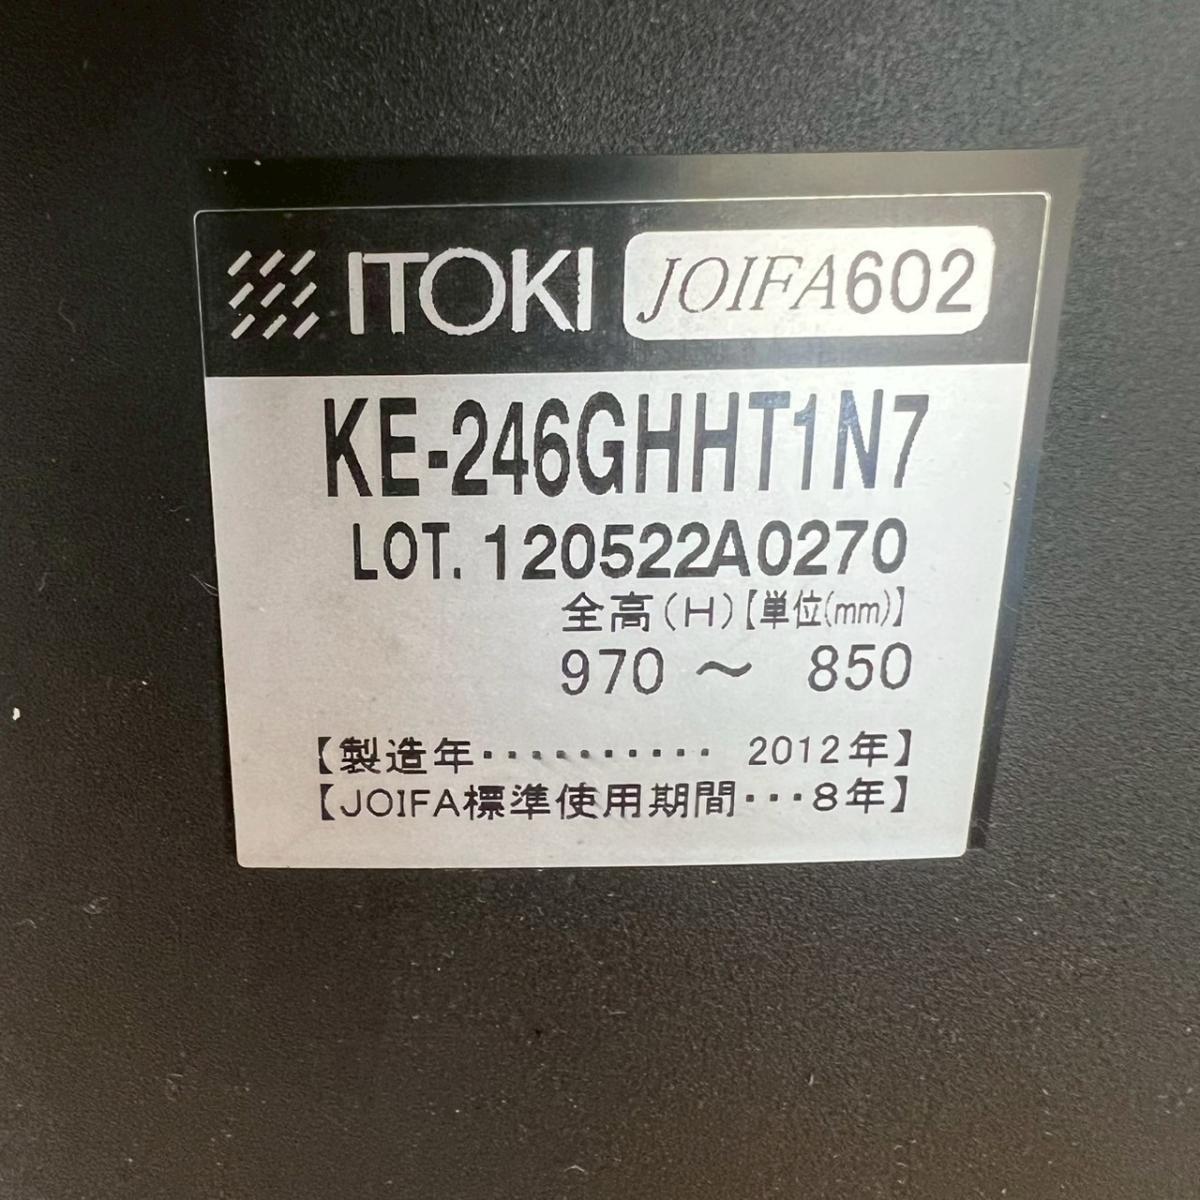 ITOKI JOIFA602
KE-246GHHT1N7
LOT. 120522A0270
全高(H)【単位(mm)】
970 ～ 850
【製造年・・・・・・・・・・ 2012年】
【JOIFA標準使用期間・・・8年】